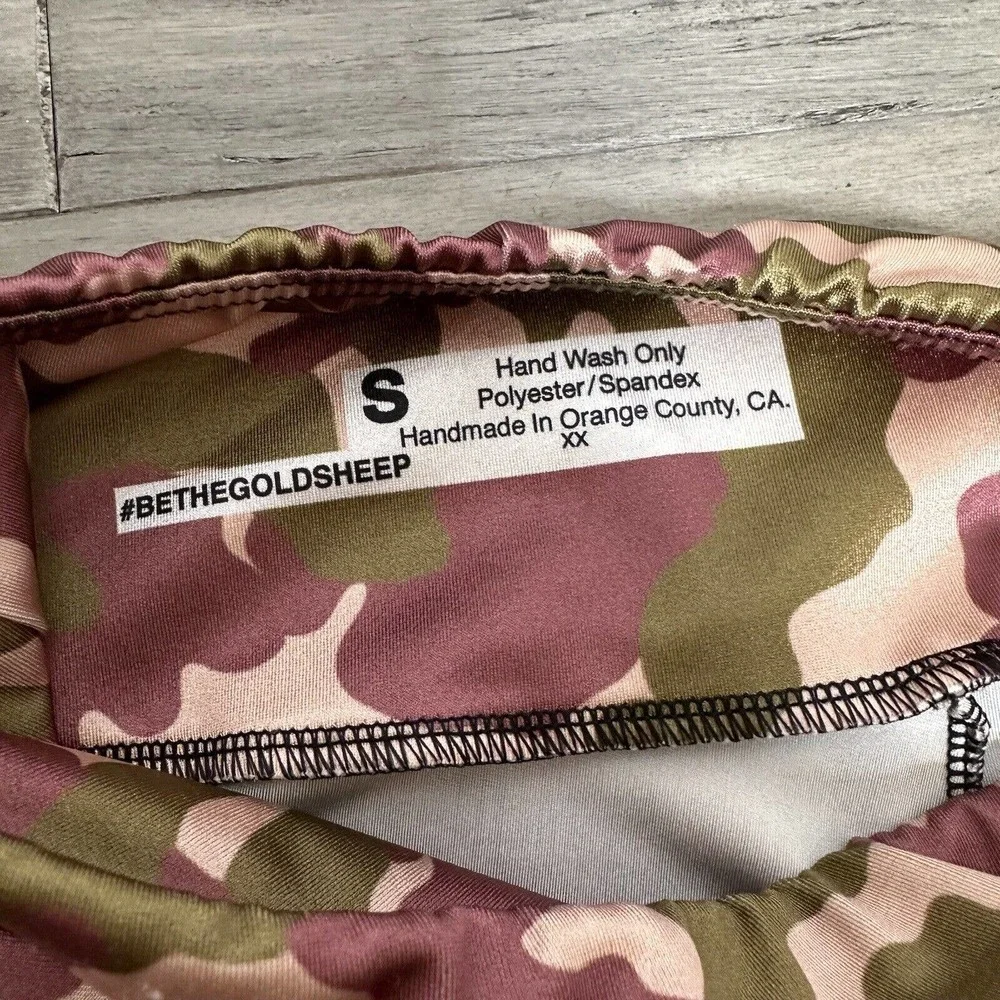 S
Hand Wash Only
Polyester/Spandex
Handmade In Orange County, CA.
XX
#BETHEGOLDSHEEP